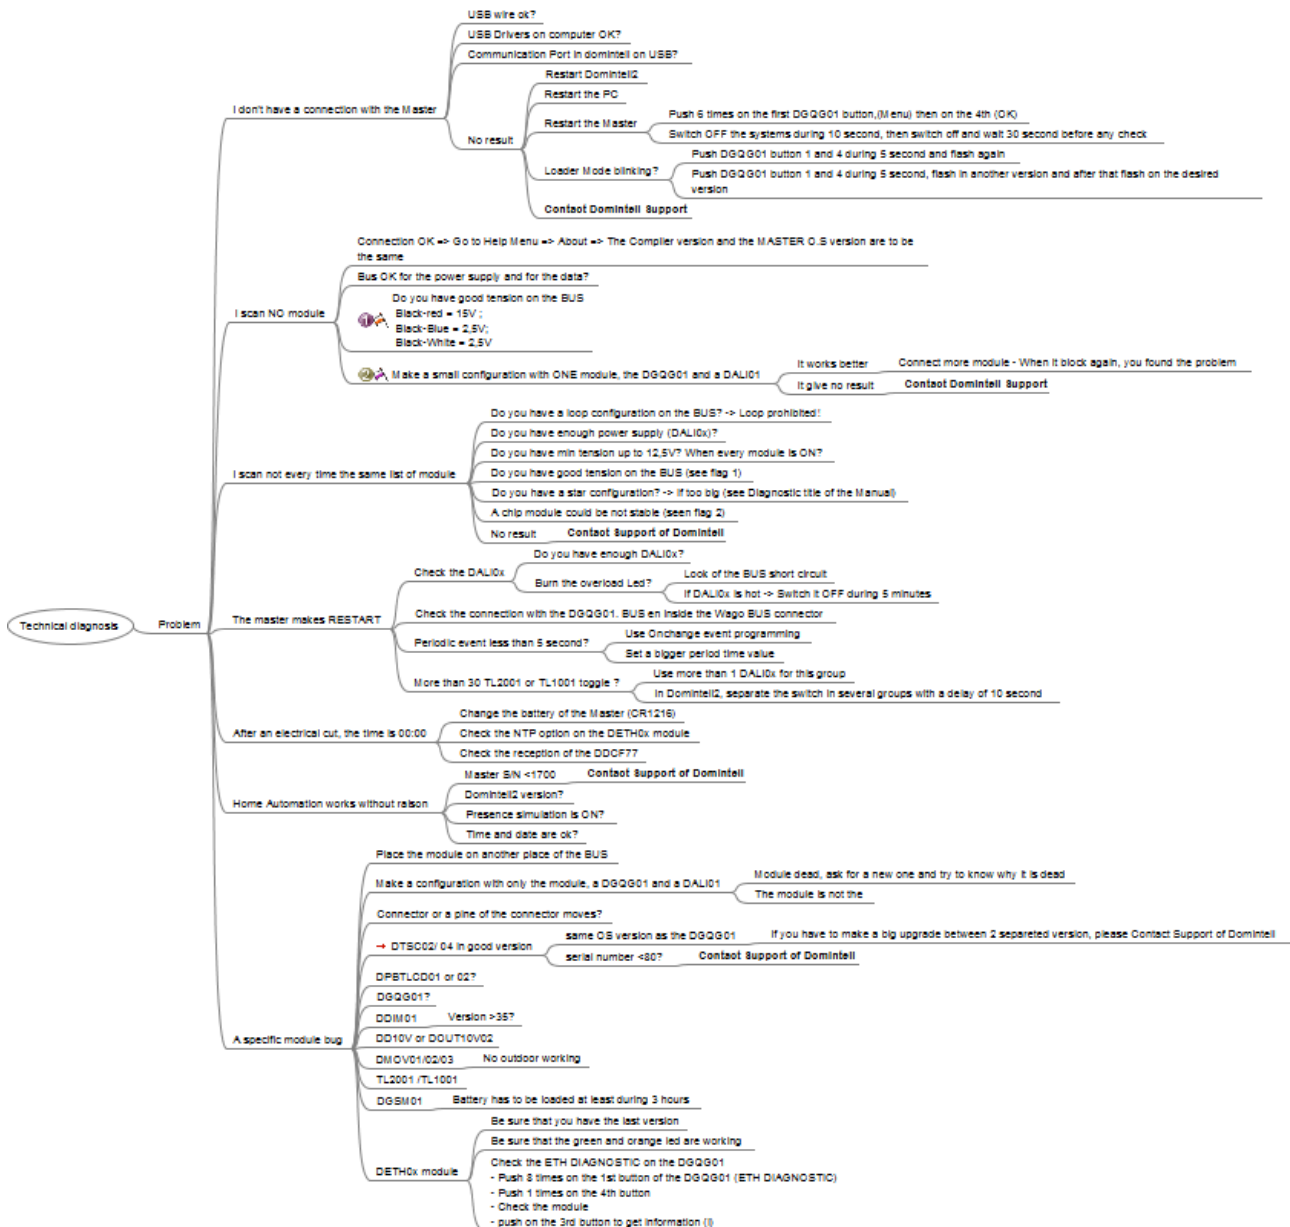 Technical diagnosis
Problem
I don't have a connection with the Master
USB wire ok?
USB Drivers on computer OK?
Communication Port in domintell on USB?
No result
Restart Domintell2
Restart the PC
Restart the Master
Push 6 times on the first DGQG01 button,(Menu) then on the 4th (OK)
Switch OFF the systems during 10 second, then switch off and wait 30 second before any check
Loader Mode blinking?
Push DGQG01 button 1 and 4 during 5 second and flash again
Push DGQG01 button 1 and 4 during 5 second, flash in another version and after that flash on the desired
version
Contact Domintell Support
I scan NO module
Connection OK => Go to Help Menu => About => The Compiler version and the MASTER O.S version are to be
the same
Bus OK for the power supply and for the data?
Do you have good tension on the BUS
Black-red = 15V ;
Black-Blue = 2,5V;
Black-White = 2,5V
Make a small configuration with ONE module, the DGQG01 and a DALI01
It works better
Connect more module - When it block again, you found the problem
It give no result
Contact Domintell Support
I scan not every time the same list of module
Do you have a loop configuration on the BUS? -> Loop prohibited!
Do you have enough power supply (DALI0x)?
Do you have min tension up to 12,5V? When every module is ON?
Do you have good tension on the BUS (see flag 1)
Do you have a star configuration? -> If too big (see Diagnostic title of the Manual)
A chip module could be not stable (seen flag 2)
No result
Contact Support of Domintell
The master makes RESTART
Check the DALI0x
Do you have enough DALI0x?
Burn the overload Led?
Look of the BUS short circuit
If DALI0x is hot -> Switch it OFF during 5 minutes
Check the connection with the DGQG01. BUS en inside the Wago BUS connector
Periodic event less than 5 second?
Use Onchange event programming
Set a bigger period time value
More than 30 TL2001 or TL1001 toggle ?
Use more than 1 DALI0x for this group
In Domintell2, separate the switch in several groups with a delay of 10 second
After an electrical cut, the time is 00:00
Change the battery of the Master (CR1216)
Check the NTP option on the DETH0x module
Check the reception of the DDCF77
Home Automation works without raison
Master S/N <1700
Contact Support of Domintell
Domintell2 version?
Presence simulation is ON?
Time and date are ok?
A specific module bug
Place the module on another place of the BUS
Make a configuration with only the module, a DGQG01 and a DALI01
Module dead, ask for a new one and try to know why it is dead
The module is not the
Connector or a pine of the connector moves?
DTSC02/ 04 in good version
same OS version as the DGQG01
If you have to make a big upgrade between 2 separeted version, please Contact Support of Domintell
serial number <80?
Contact Support of Domintell
DPBTLCD01 or 02?
DGQG01?
DDIM01
Version >35?
DD10V or DOUT10V02
DMOV01/02/03
No outdoor working
TL2001 /TL1001
DGSM01
Battery has to be loaded at least during 3 hours
DETH0x module
Be sure that you have the last version
Be sure that the green and orange led are working
Check the ETH DIAGNOSTIC on the DGQG01
- Push 8 times on the 1st button of the DGQG01 (ETH DIAGNOSTIC)
- Push 1 times on the 4th button
- Check the module
- push on the 3rd button to get information (I)